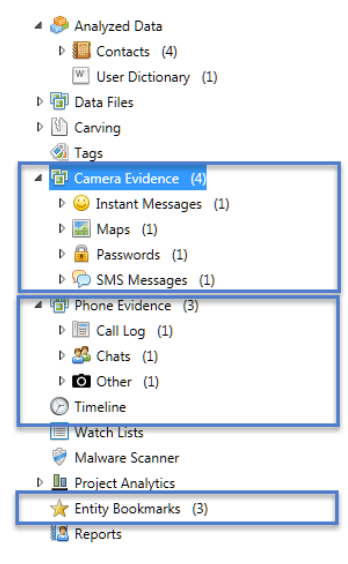 Analyzed Data
Contacts (4)
W User Dictionary (1)
Data Files
Carving
Tags
Camera Evidence (4)
Instant Messages (1)
Maps (1)
Passwords (1)
SMS Messages (1)
Phone Evidence (3)
Call Log (1)
Chats (1)
Other (1)
Timeline
Watch Lists
Malware Scanner
Project Analytics
Entity Bookmarks (3)
Reports